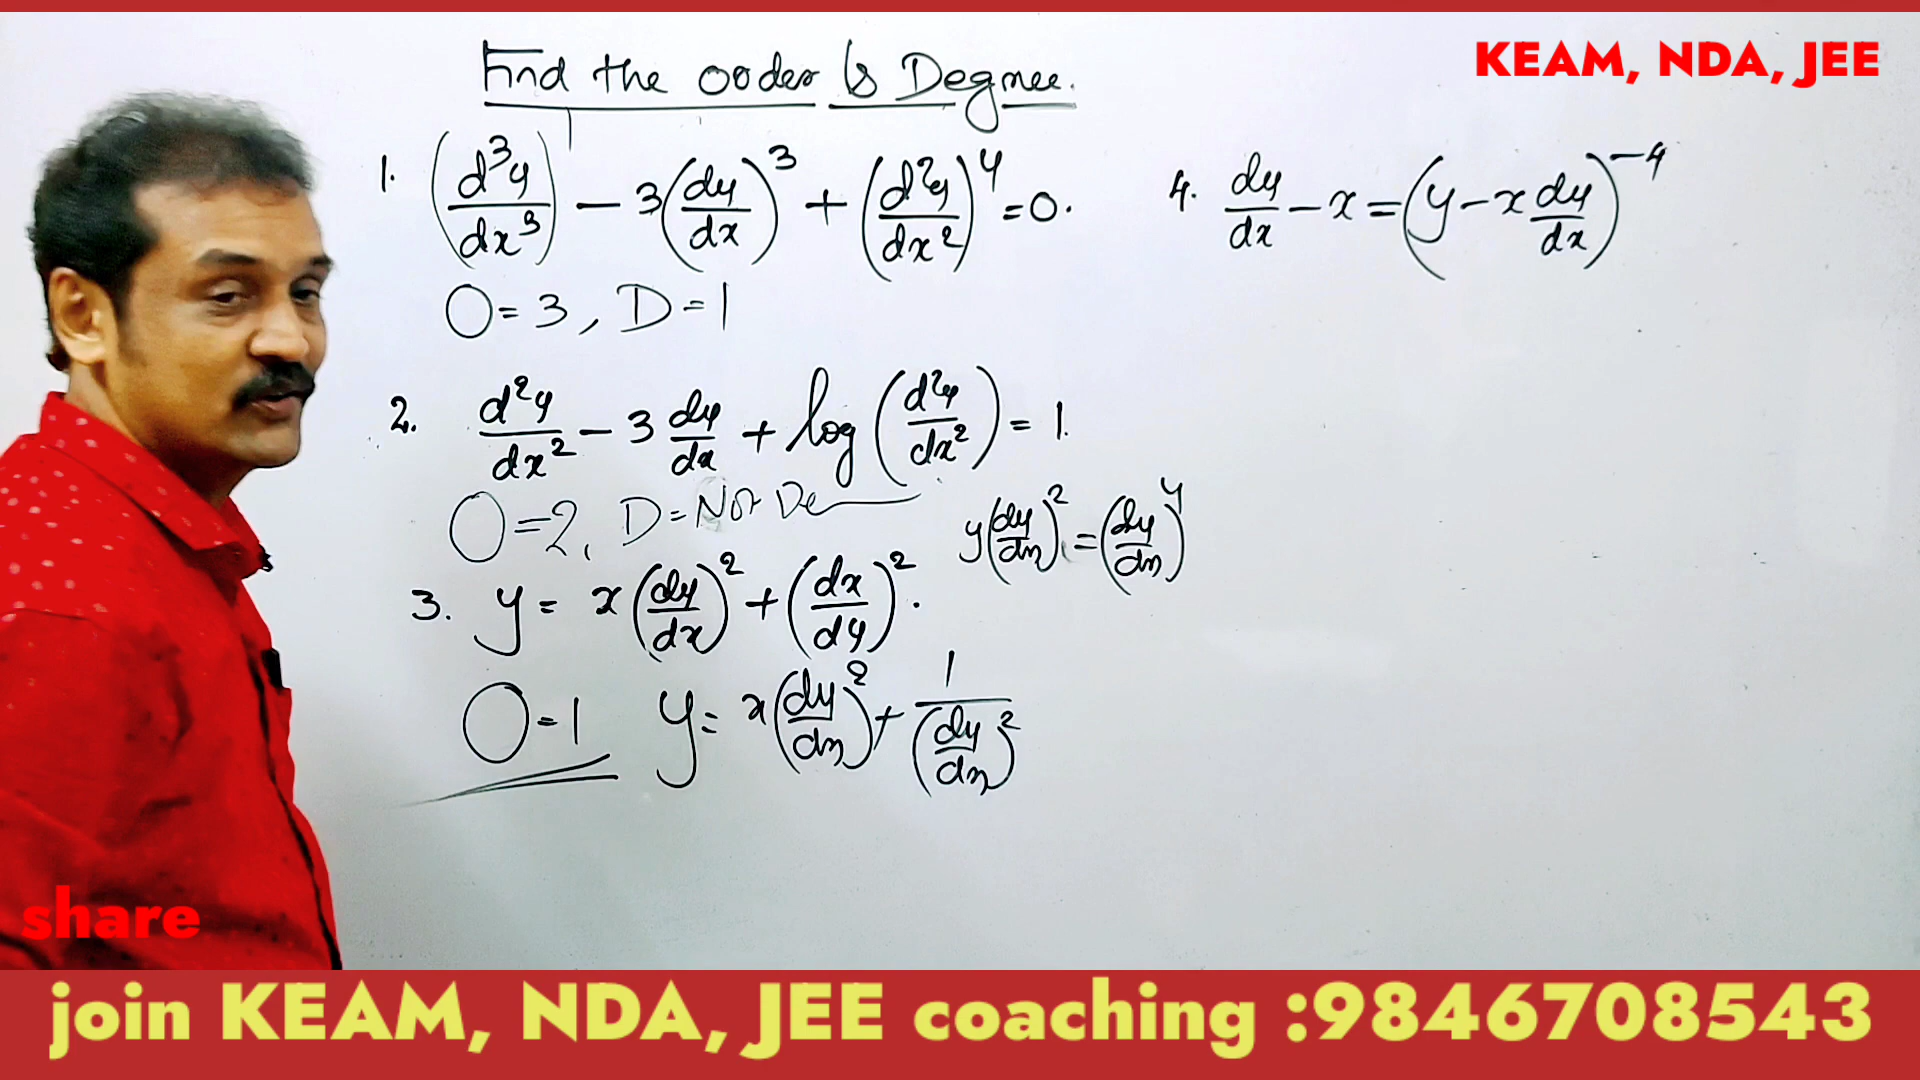 Find the order & Degree.
KEAM, NDA, JEE
1. (d³y/dx³)¹ − 3(dy/dx)³ + (d²y/dx²)⁴ = 0.
O = 3, D = 1
2. d²y/dx² − 3 dy/dx + log(d²y/dx²) = 1.
O = 2, D = Not De
y(dy/dx)² = (dy/dx)⁴
3. y = x(dy/dx)² + (dx/dy)².
O = 1 y = x(dy/dx)² + 1/(dy/dx)²
4. dy/dx − x = (y − x dy/dx)⁻⁴
share
join KEAM, NDA, JEE coaching :9846708543